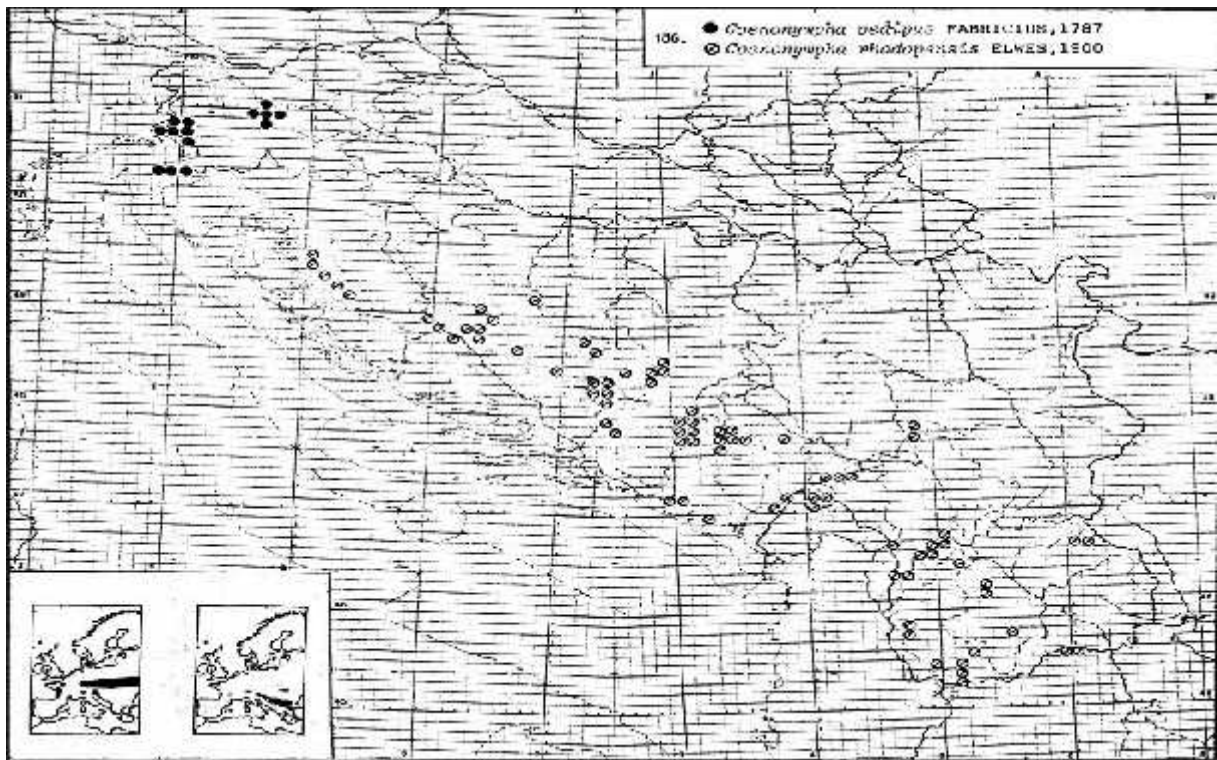 106. ● Coenonympha oedippus FABRICIUS, 1787
⊘ Coenonympha rhodopensis ELWES, 1900